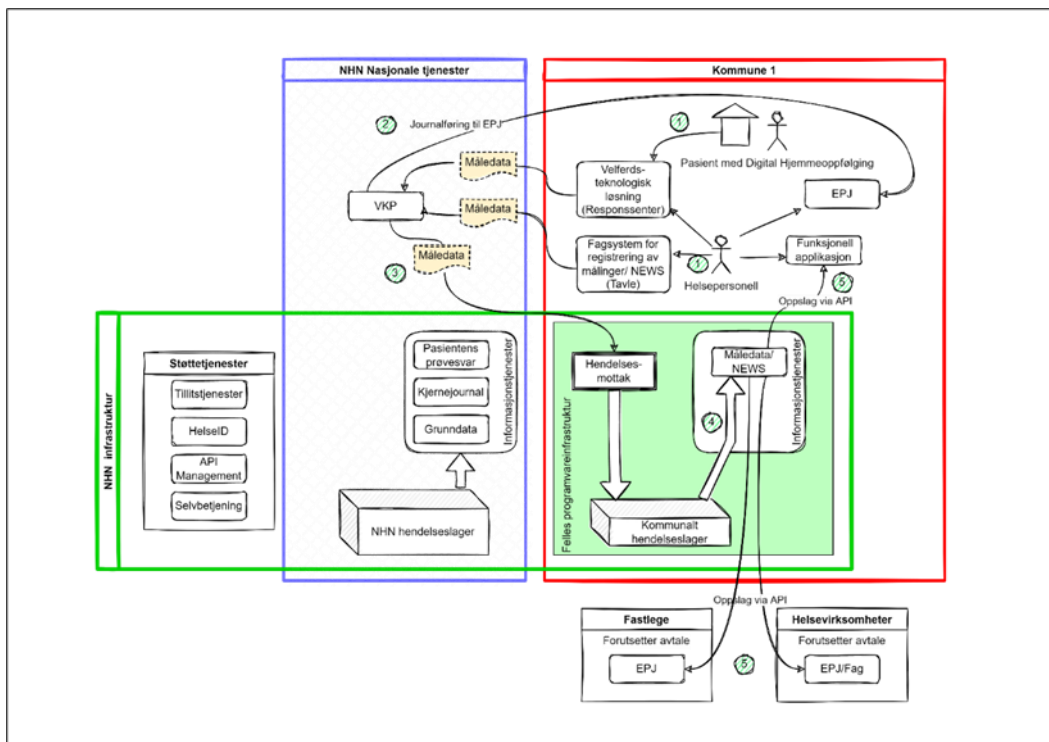 NHN Nasjonale tjenester
Kommune 1
2
Journalføring til EPJ
1
Pasient med Digital Hjemmeoppfølging
Måledata
Velferds-
teknologisk
løsning
(Responssenter)
EPJ
VKP
Måledata
Måledata
3
Fagsystem for
registrering av
målinger/ NEWS
(Tavle)
1
Helsepersonell
Funksjonell
applikasjon
5
Oppslag via API
NHN infrastruktur
Støttetjenester
Tillitstjenester
HelseID
API
Management
Selvbetjening
Pasientens
prøvesvar
Kjernejournal
Grunndata
Informasjonstjenester
NHN hendelseslager
Felles programvareinfrastruktur
Hendelses-
mottak
Måledata/
NEWS
Informasjonstjenester
4
Kommunalt
hendelseslager
Oppslag via API
Fastlege
Forutsetter avtale
EPJ
5
Helsevirksomheter
Forutsetter avtale
EPJ/Fag